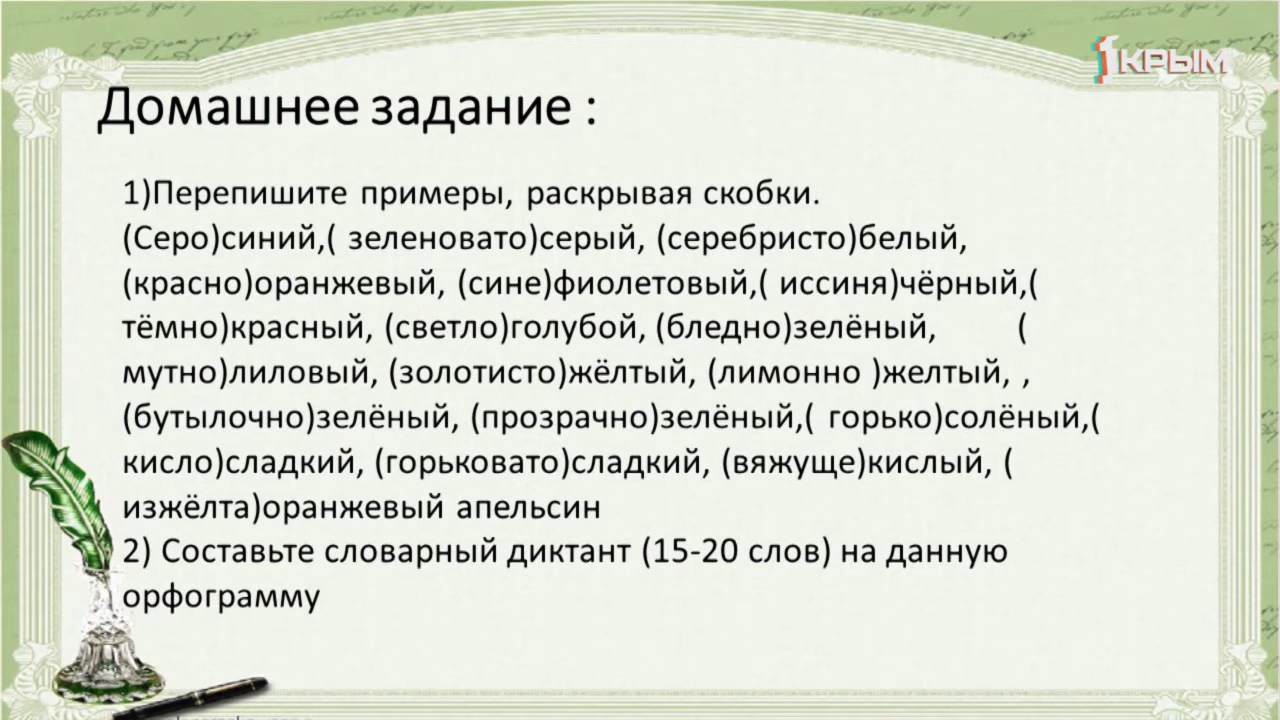 1КРЫМ
Домашнее задание :
1)Перепишите примеры, раскрывая скобки.
(Серо)синий,( зеленовато)серый, (серебристо)белый,
(красно)оранжевый, (сине)фиолетовый,( иссиня)чёрный,(
тёмно)красный, (светло)голубой, (бледно)зелёный, (
мутно)лиловый, (золотисто)жёлтый, (лимонно )желтый, ,
(бутылочно)зелёный, (прозрачно)зелёный,( горько)солёный,(
кисло)сладкий, (горьковато)сладкий, (вяжуще)кислый, (
изжёлта)оранжевый апельсин
2) Составьте словарный диктант (15-20 слов) на данную
орфограмму